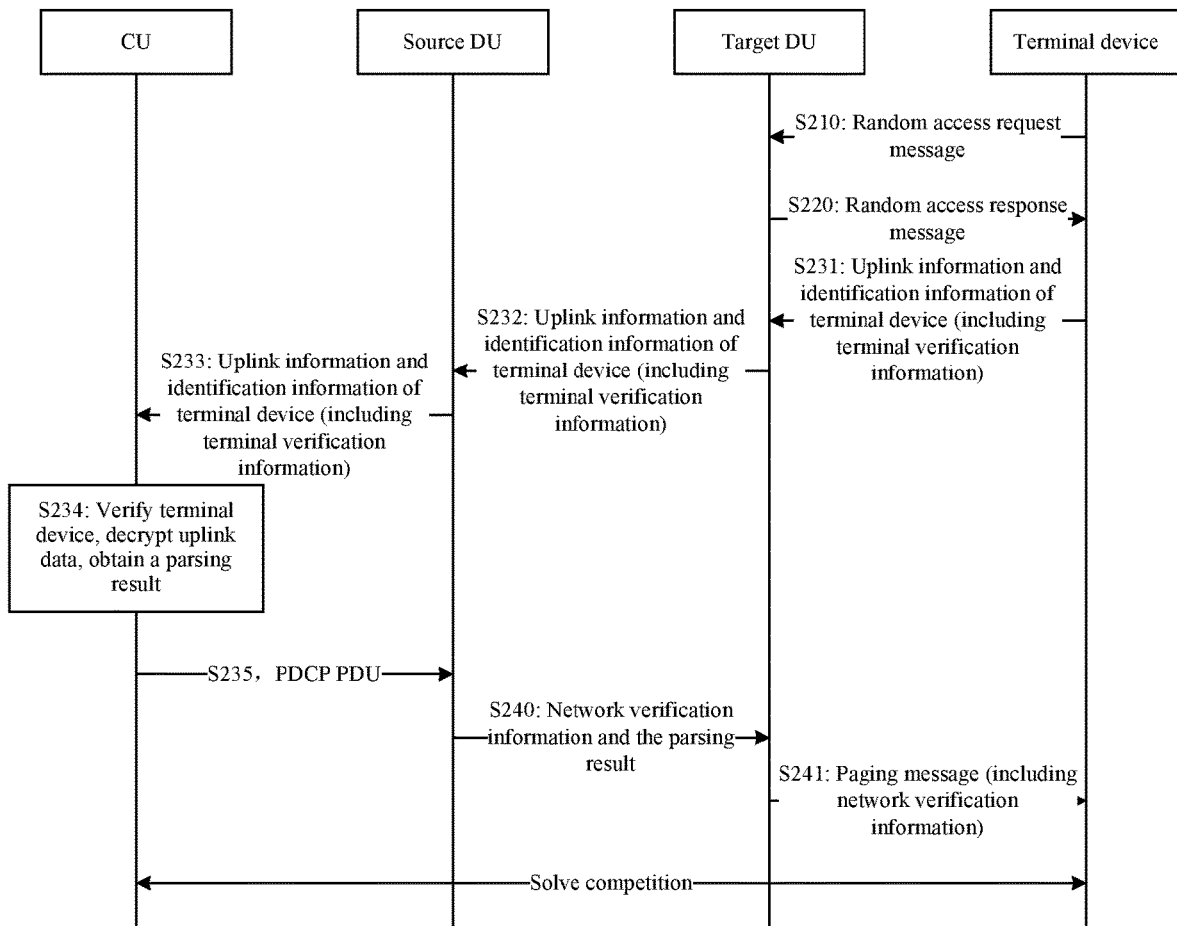 CU
Source DU
Target DU
Terminal device
S210: Random access request
message
S220: Random access response
message
S231: Uplink information and
identification information of
terminal device (including
terminal verification
information)
S232: Uplink information and
identification information of
terminal device (including
terminal verification
information)
S233: Uplink information and
identification information of
terminal device (including
terminal verification
information)
S234: Verify terminal
device, decrypt uplink
data, obtain a parsing
result
S235，PDCP PDU
S240: Network verification
information and the parsing
result
S241: Paging message (including
network verification
information)
Solve competition